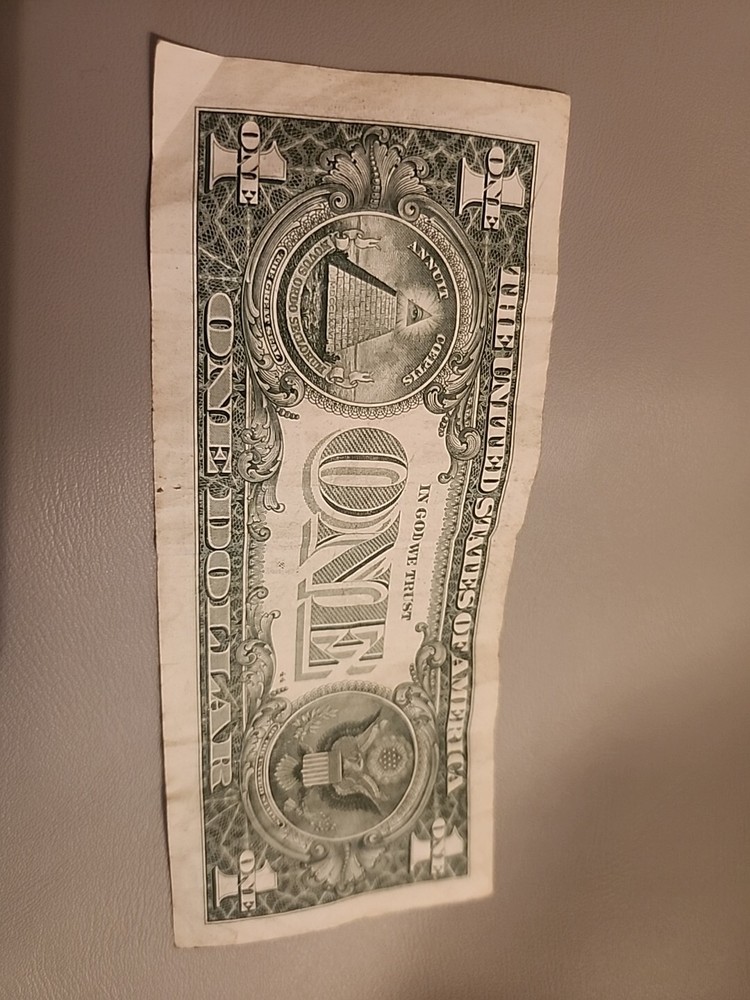 THE UNITED STATES OF AMERICA
ONE
ONE
ANNUIT
CŒPTIS
NOVUS ORDO SECLORUM
IN GOD WE TRUST
ONE
ONE
ONE
ONE DOLLAR